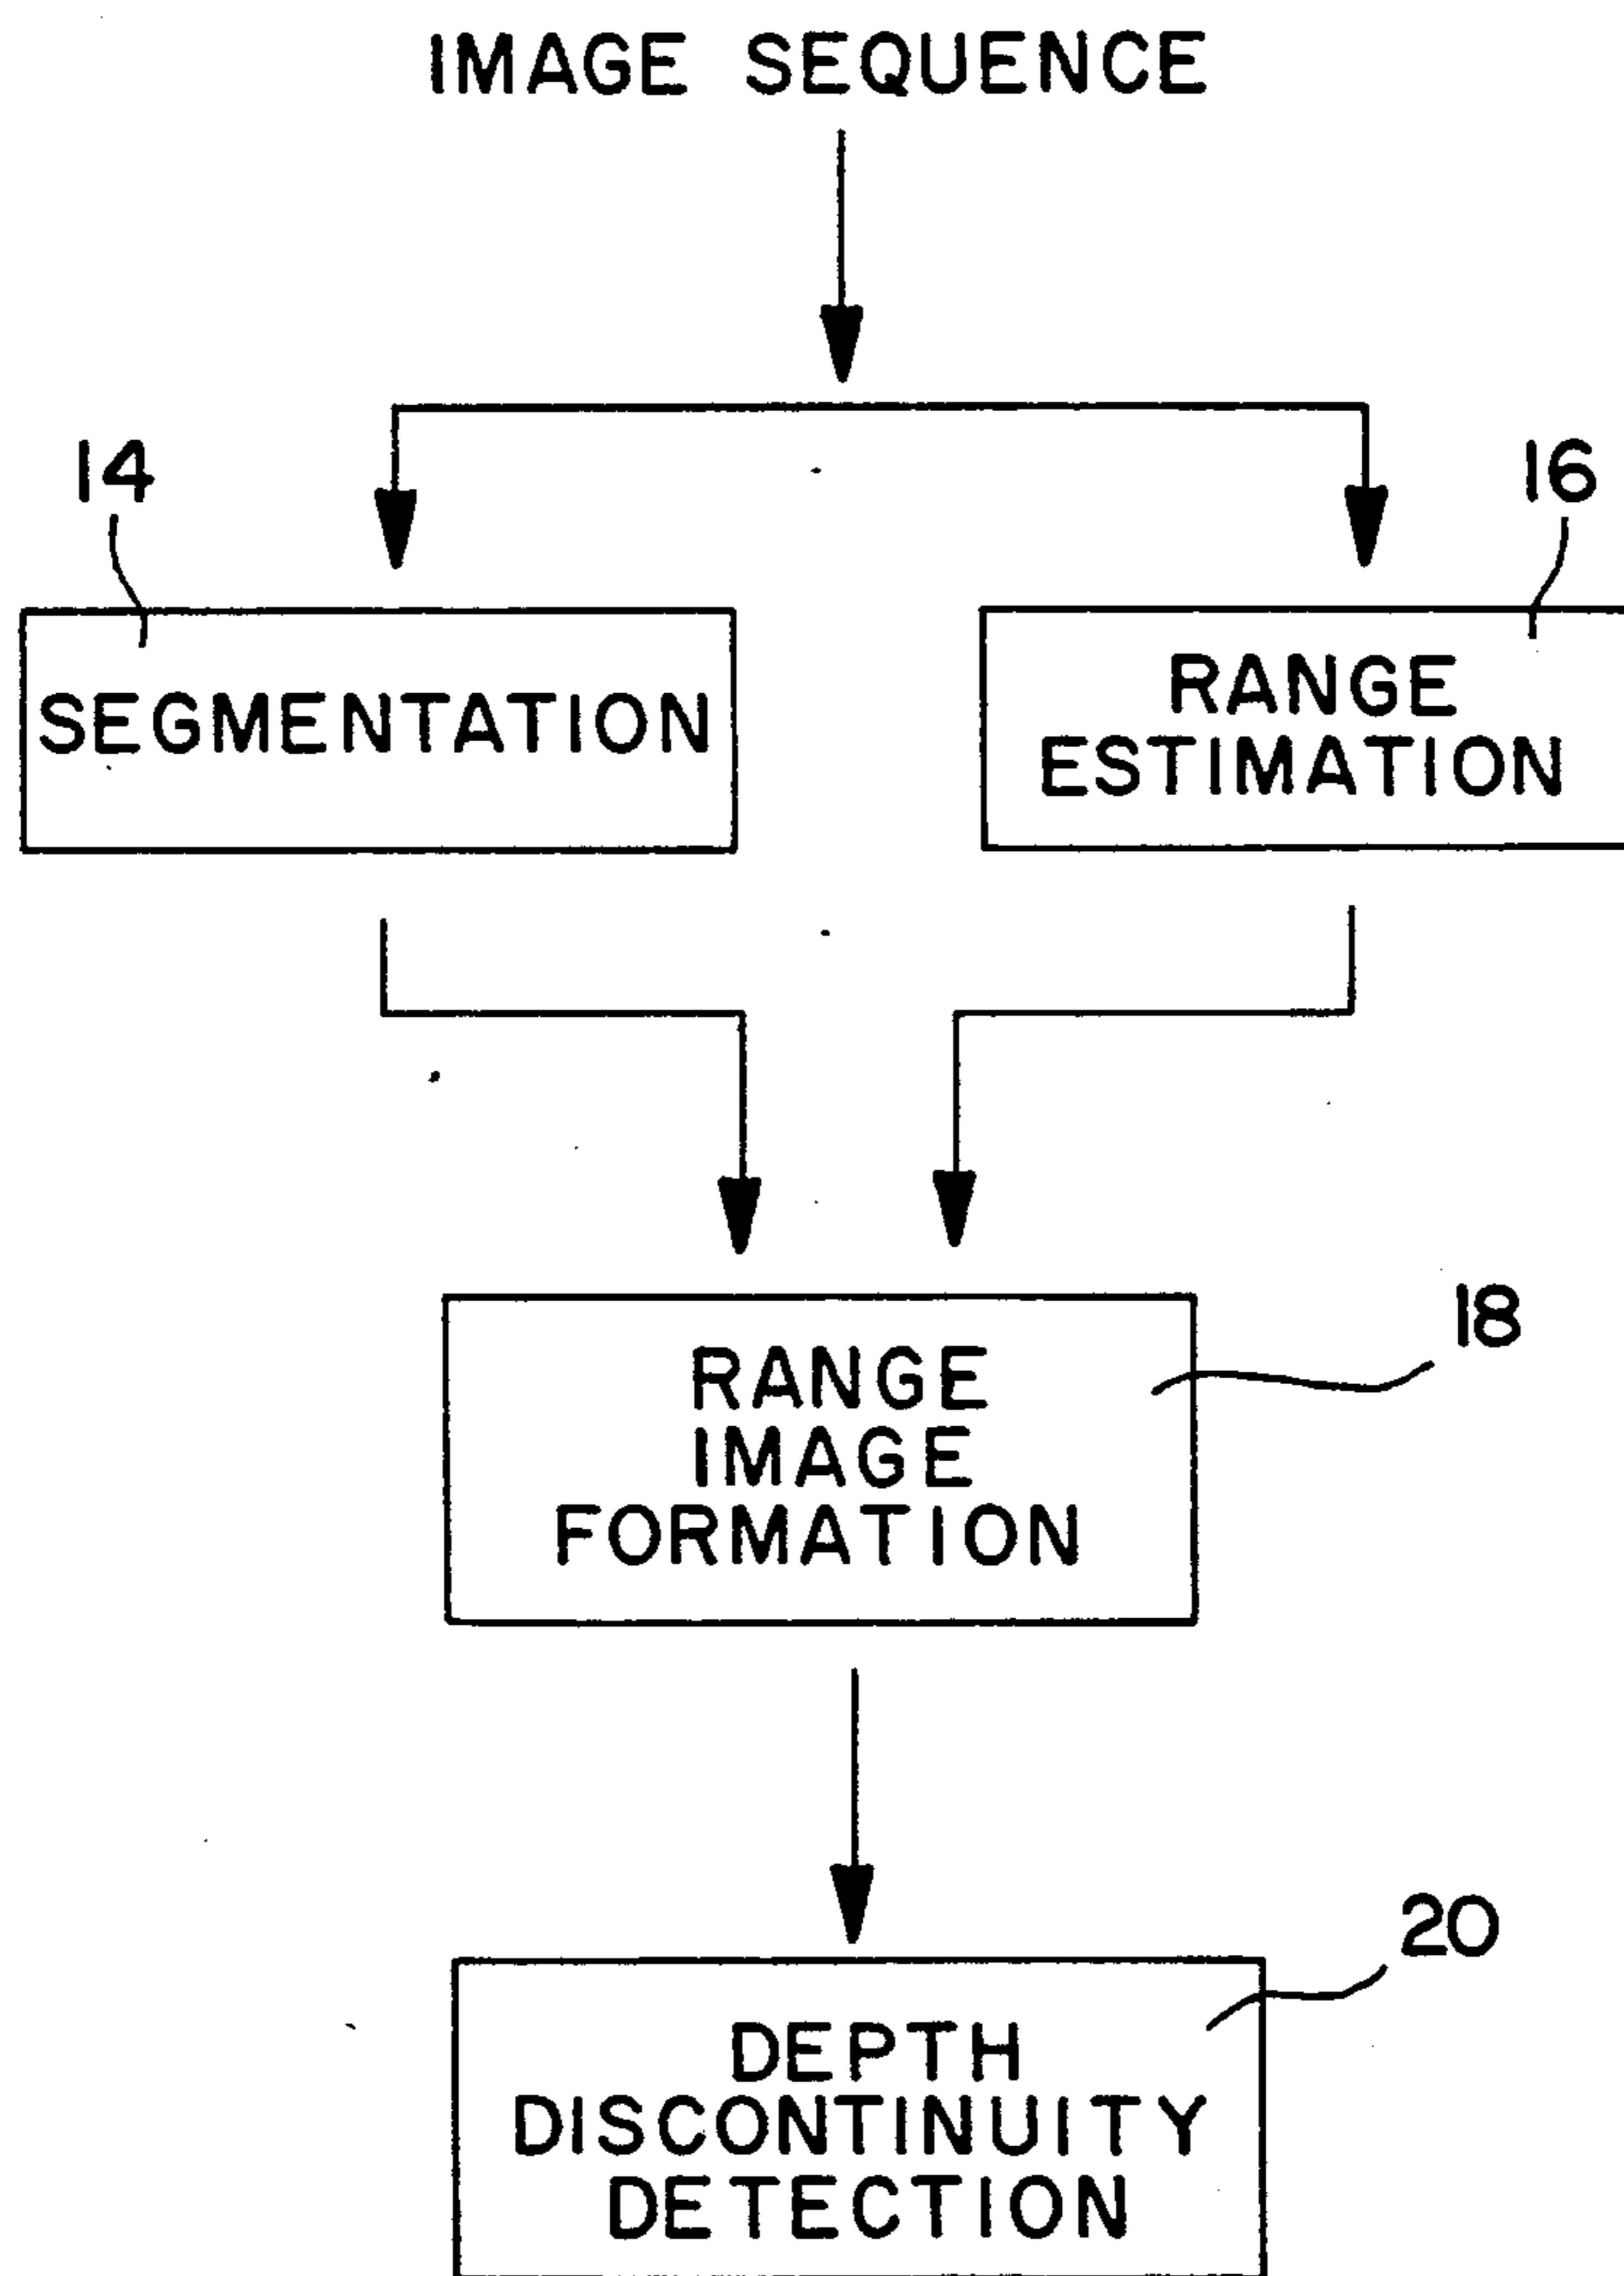 IMAGE SEQUENCE
14
16
SEGMENTATION
RANGE
ESTIMATION
18
RANGE
IMAGE
FORMATION
20
DEPTH
DISCONTINUITY
DETECTION